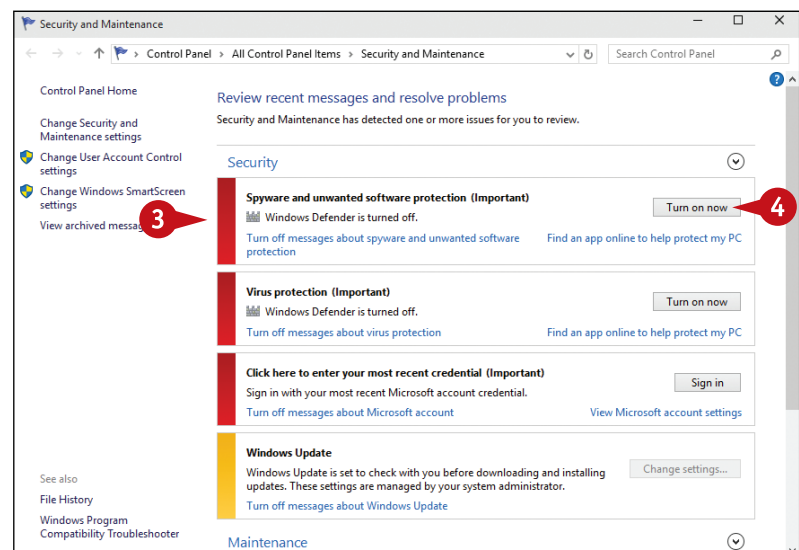 Security and Maintenance
Control Panel > All Control Panel Items > Security and Maintenance
Search Control Panel
Control Panel Home
Change Security and
Maintenance settings
Change User Account Control
settings
Change Windows SmartScreen
settings
View archived messag
3
See also
File History
Windows Program
Compatibility Troubleshooter
?
Review recent messages and resolve problems
Security and Maintenance has detected one or more issues for you to review.
Security
Spyware and unwanted software protection (Important)
Windows Defender is turned off.
Turn on now
4
Turn off messages about spyware and unwanted software
protection
Find an app online to help protect my PC
Virus protection (Important)
Windows Defender is turned off.
Turn on now
Turn off messages about virus protection
Find an app online to help protect my PC
Click here to enter your most recent credential (Important)
Sign in with your most recent Microsoft account credential.
Sign in
Turn off messages about Microsoft account
View Microsoft account settings
Windows Update
Windows Update is set to check with you before downloading and installing
updates. These settings are managed by your system administrator.
Change settings...
Turn off messages about Windows Update
Maintenance